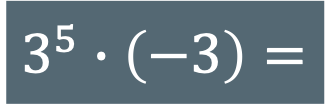 3⁵ · (−3) =